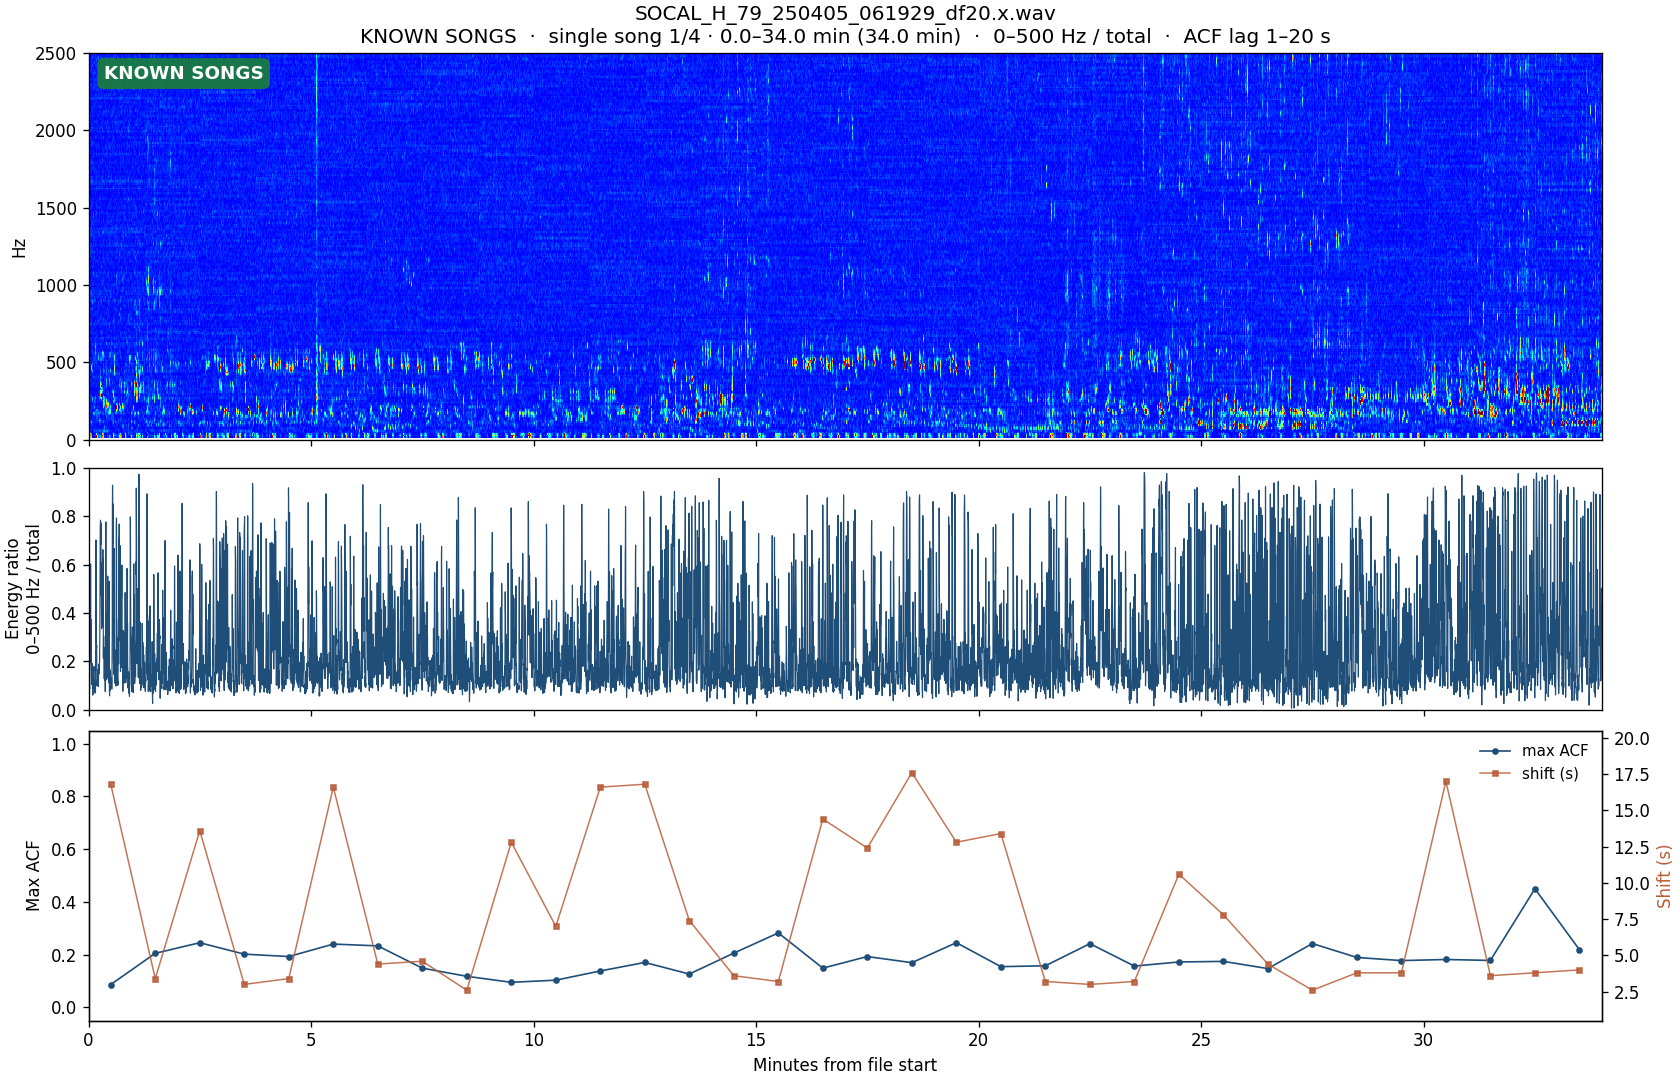 SOCAL_H_79_250405_061929_df20.x.wav
KNOWN SONGS · single song 1/4 · 0.0–34.0 min (34.0 min) · 0–500 Hz / total · ACF lag 1–20 s
KNOWN SONGS
2500
2000
1500
1000
500
0
Hz
1.0
0.8
0.6
0.4
0.2
0.0
Energy ratio
0–500 Hz / total
1.0
0.8
0.6
0.4
0.2
0.0
Max ACF
max ACF
shift (s)
20.0
17.5
15.0
12.5
10.0
7.5
5.0
2.5
Shift (s)
0 5 10 15 20 25 30
Minutes from file start